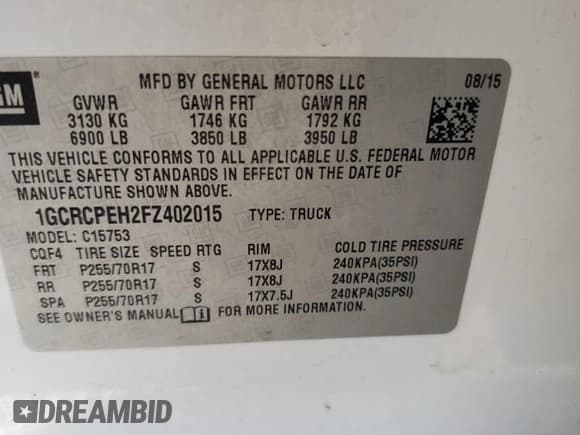 GM ®
MFD BY GENERAL MOTORS LLC 08/15
GVWR GAWR FRT GAWR RR
3130 KG 1746 KG 1792 KG
6900 LB 3850 LB 3950 LB
THIS VEHICLE CONFORMS TO ALL APPLICABLE U.S. FEDERAL MOTOR
VEHICLE SAFETY STANDARDS IN EFFECT ON THE DATE OF
MANUFACTURE SHOWN ABOVE.
1GCRCPEH2FZ402015 TYPE: TRUCK
MODEL: C15753
CQF4 TIRE SIZE SPEED RTG RIM COLD TIRE PRESSURE
FRT P255/70R17 S 17X8J 240KPA(35PSI)
RR P255/70R17 S 17X8J 240KPA(35PSI)
SPA P255/70R17 S 17X7.5J 240KPA(35PSI)
SEE OWNER'S MANUAL i FOR MORE INFORMATION.
DREAMBID